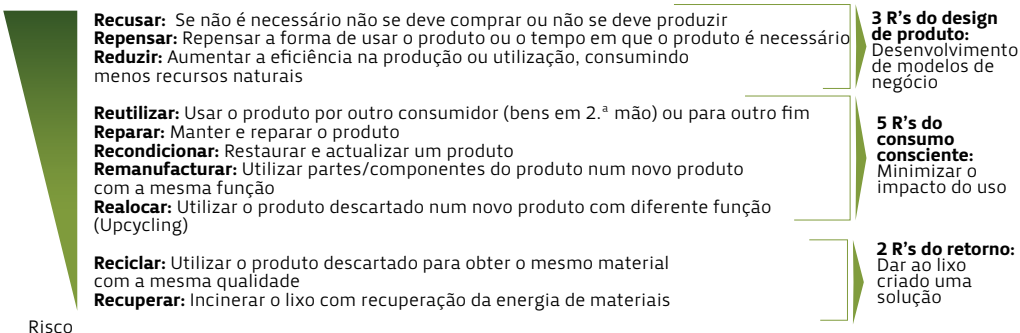 Recusar: Se não é necessário não se deve comprar ou não se deve produzir
Repensar: Repensar a forma de usar o produto ou o tempo em que o produto é necessário
Reduzir: Aumentar a eficiência na produção ou utilização, consumindo
menos recursos naturais
3 R's do design
de produto:
Desenvolvimento
de modelos de
negócio
Reutilizar: Usar o produto por outro consumidor (bens em 2.ª mão) ou para outro fim
Reparar: Manter e reparar o produto
Recondicionar: Restaurar e actualizar um produto
Remanufacturar: Utilizar partes/componentes do produto num novo produto
com a mesma função
Realocar: Utilizar o produto descartado num novo produto com diferente função
(Upcycling)
5 R's do
consumo
consciente:
Minimizar o
impacto do uso
Reciclar: Utilizar o produto descartado para obter o mesmo material
com a mesma qualidade
Recuperar: Incinerar o lixo com recuperação da energia de materiais
2 R's do retorno:
Dar ao lixo
criado uma
solução
Risco